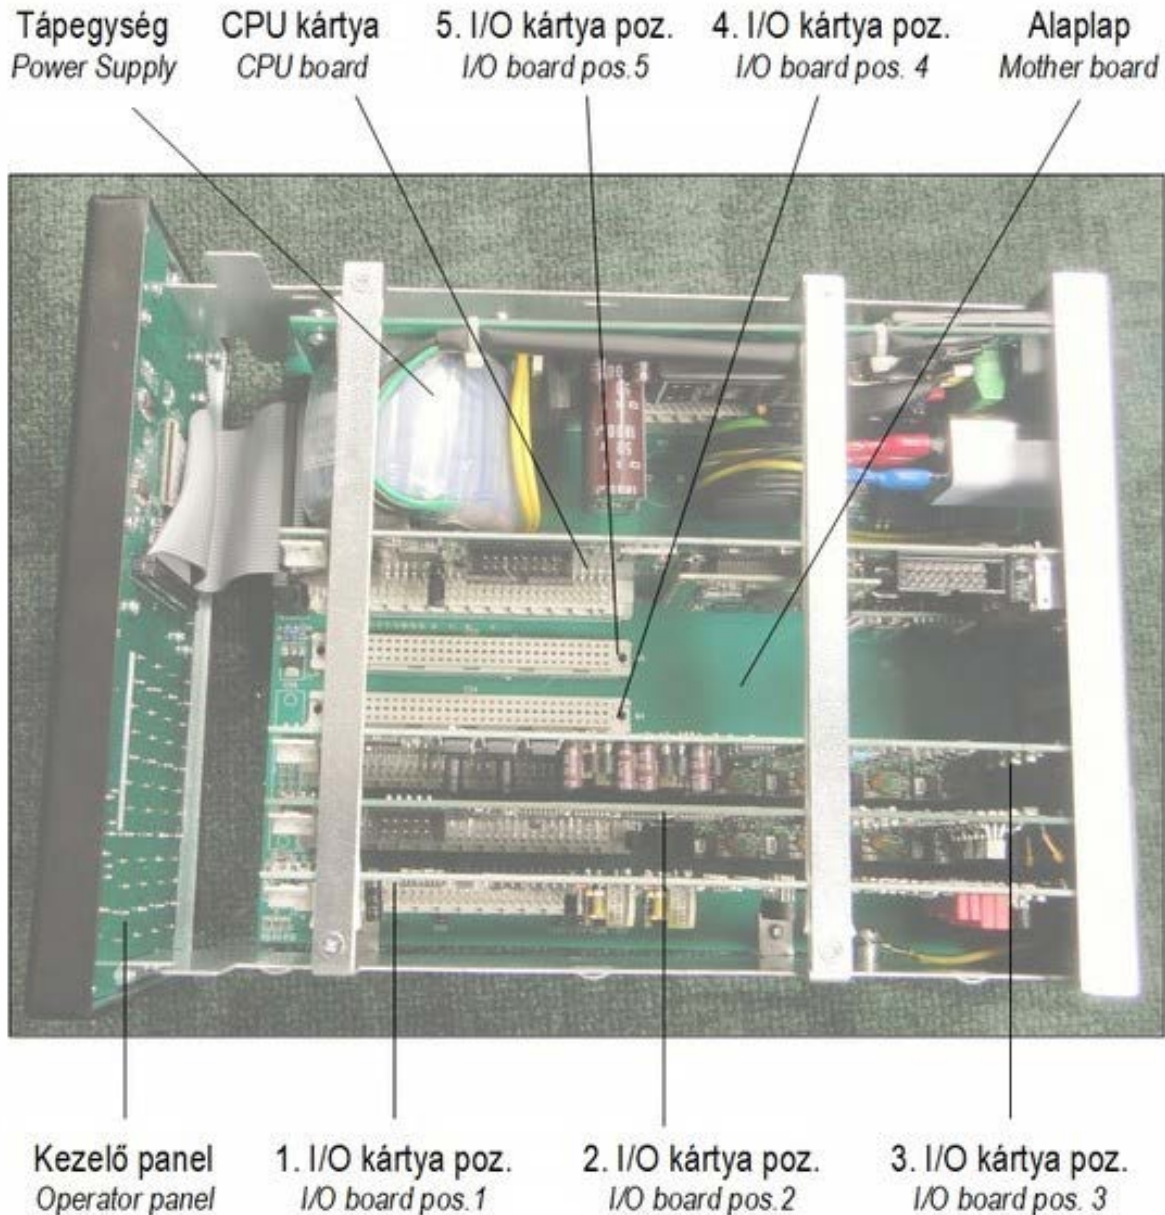 Tápegység
Power Supply
CPU kártya
CPU board
5. I/O kártya poz.
I/O board pos.5
4. I/O kártya poz.
I/O board pos. 4
Alaplap
Mother board
Kezelő panel
Operator panel
1. I/O kártya poz.
I/O board pos.1
2. I/O kártya poz.
I/O board pos.2
3. I/O kártya poz.
I/O board pos. 3